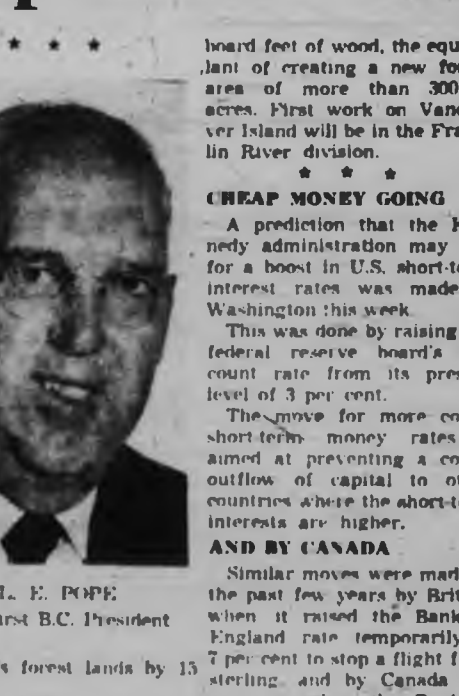 L. E. POPE
B.C. President
forest lands by 15
board feet of wood, the equ
lant of creating a new fo
area of more than 300
acres. First work on Vanc
ver Island will be in the Fra
lin River division.
CHEAP MONEY GOING
A prediction that the K
nedy administration may
for a boost in U.S. short-te
interest rates was made
Washington this week
This was done by raising
federal reserve board's
count rate from its pres
level of 3 per cent.
The move for more co
short-term money rates
aimed at preventing a co
outflow of capital to ot
countries where the short-t
interests are higher.
AND BY CANADA
Similar moves were mad
the past few years by Brit
when it raised the Bank
England rate temporarily
7 per cent to stop a flight f
sterling, and by Canada